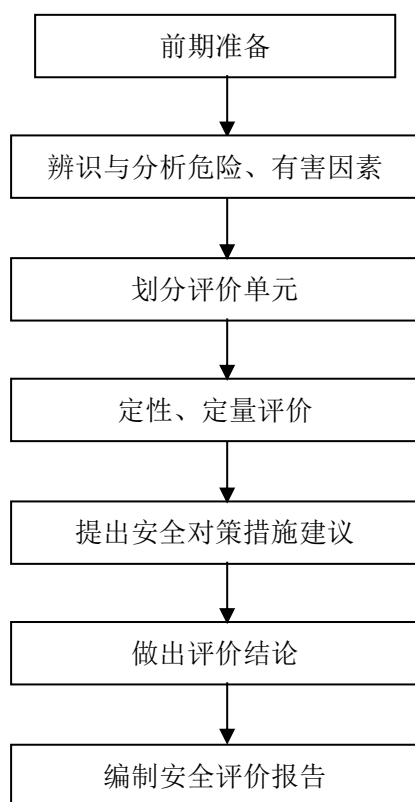 前期准备
辨识与分析危险、有害因素
划分评价单元
定性、定量评价
提出安全对策措施建议
做出评价结论
编制安全评价报告